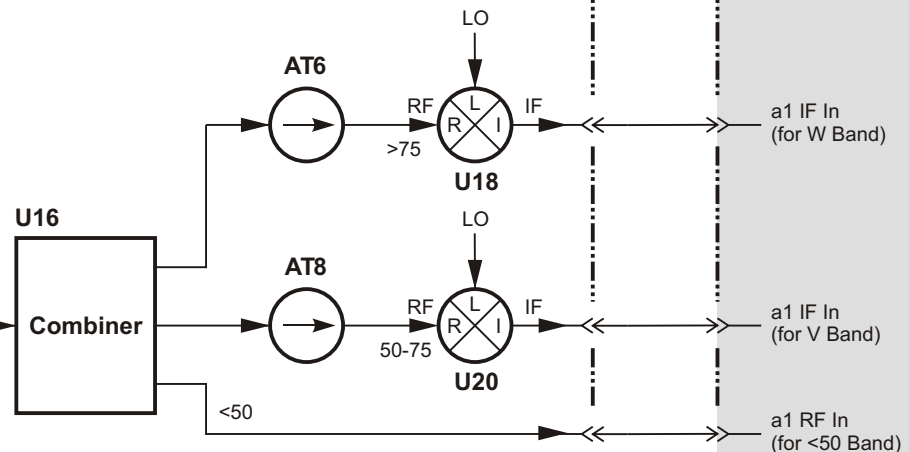 LO
AT6
RF
L
R
I
IF
>75
U18
a1 IF In
(for W Band)
U16
Combiner
LO
AT8
RF
L
R
I
IF
50-75
U20
a1 IF In
(for V Band)
<50
a1 RF In
(for <50 Band)